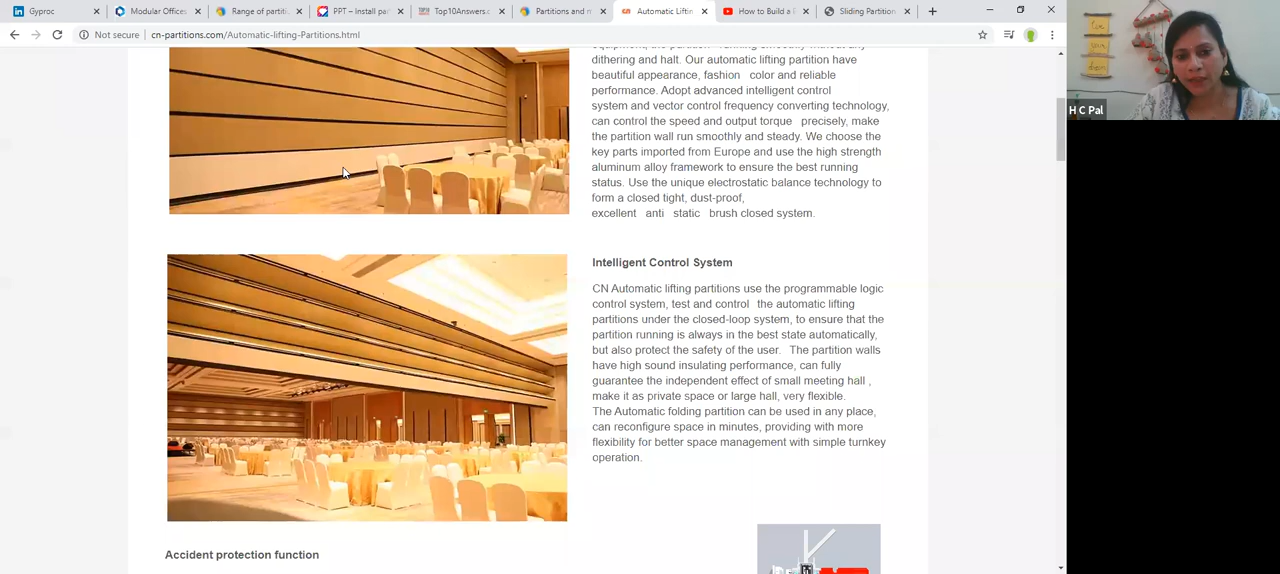 Gyproc
Modular Offices
Range of partiti
PPT – Install pa
Top10Answers.c
Partitions and m
Automatic Liftin
How to Build a
Sliding Partition
Not secure
cn-partitions.com/Automatic-lifting-Partitions.html
H C Pal
dithering and halt. Our automatic lifting partition have
beautiful appearance, fashion color and reliable
performance. Adopt advanced intelligent control
system and vector control frequency converting technology,
can control the speed and output torque precisely, make
the partition wall run smoothly and steady. We choose the
key parts imported from Europe and use the high strength
aluminum alloy framework to ensure the best running
status. Use the unique electrostatic balance technology to
form a closed tight, dust-proof,
excellent anti static brush closed system.
Intelligent Control System
CN Automatic lifting partitions use the programmable logic
control system, test and control the automatic lifting
partitions under the closed-loop system, to ensure that the
partition running is always in the best state automatically,
but also protect the safety of the user. The partition walls
have high sound insulating performance, can fully
guarantee the independent effect of small meeting hall ,
make it as private space or large hall, very flexible.
The Automatic folding partition can be used in any place,
can reconfigure space in minutes, providing with more
flexibility for better space management with simple turnkey
operation.
Accident protection function